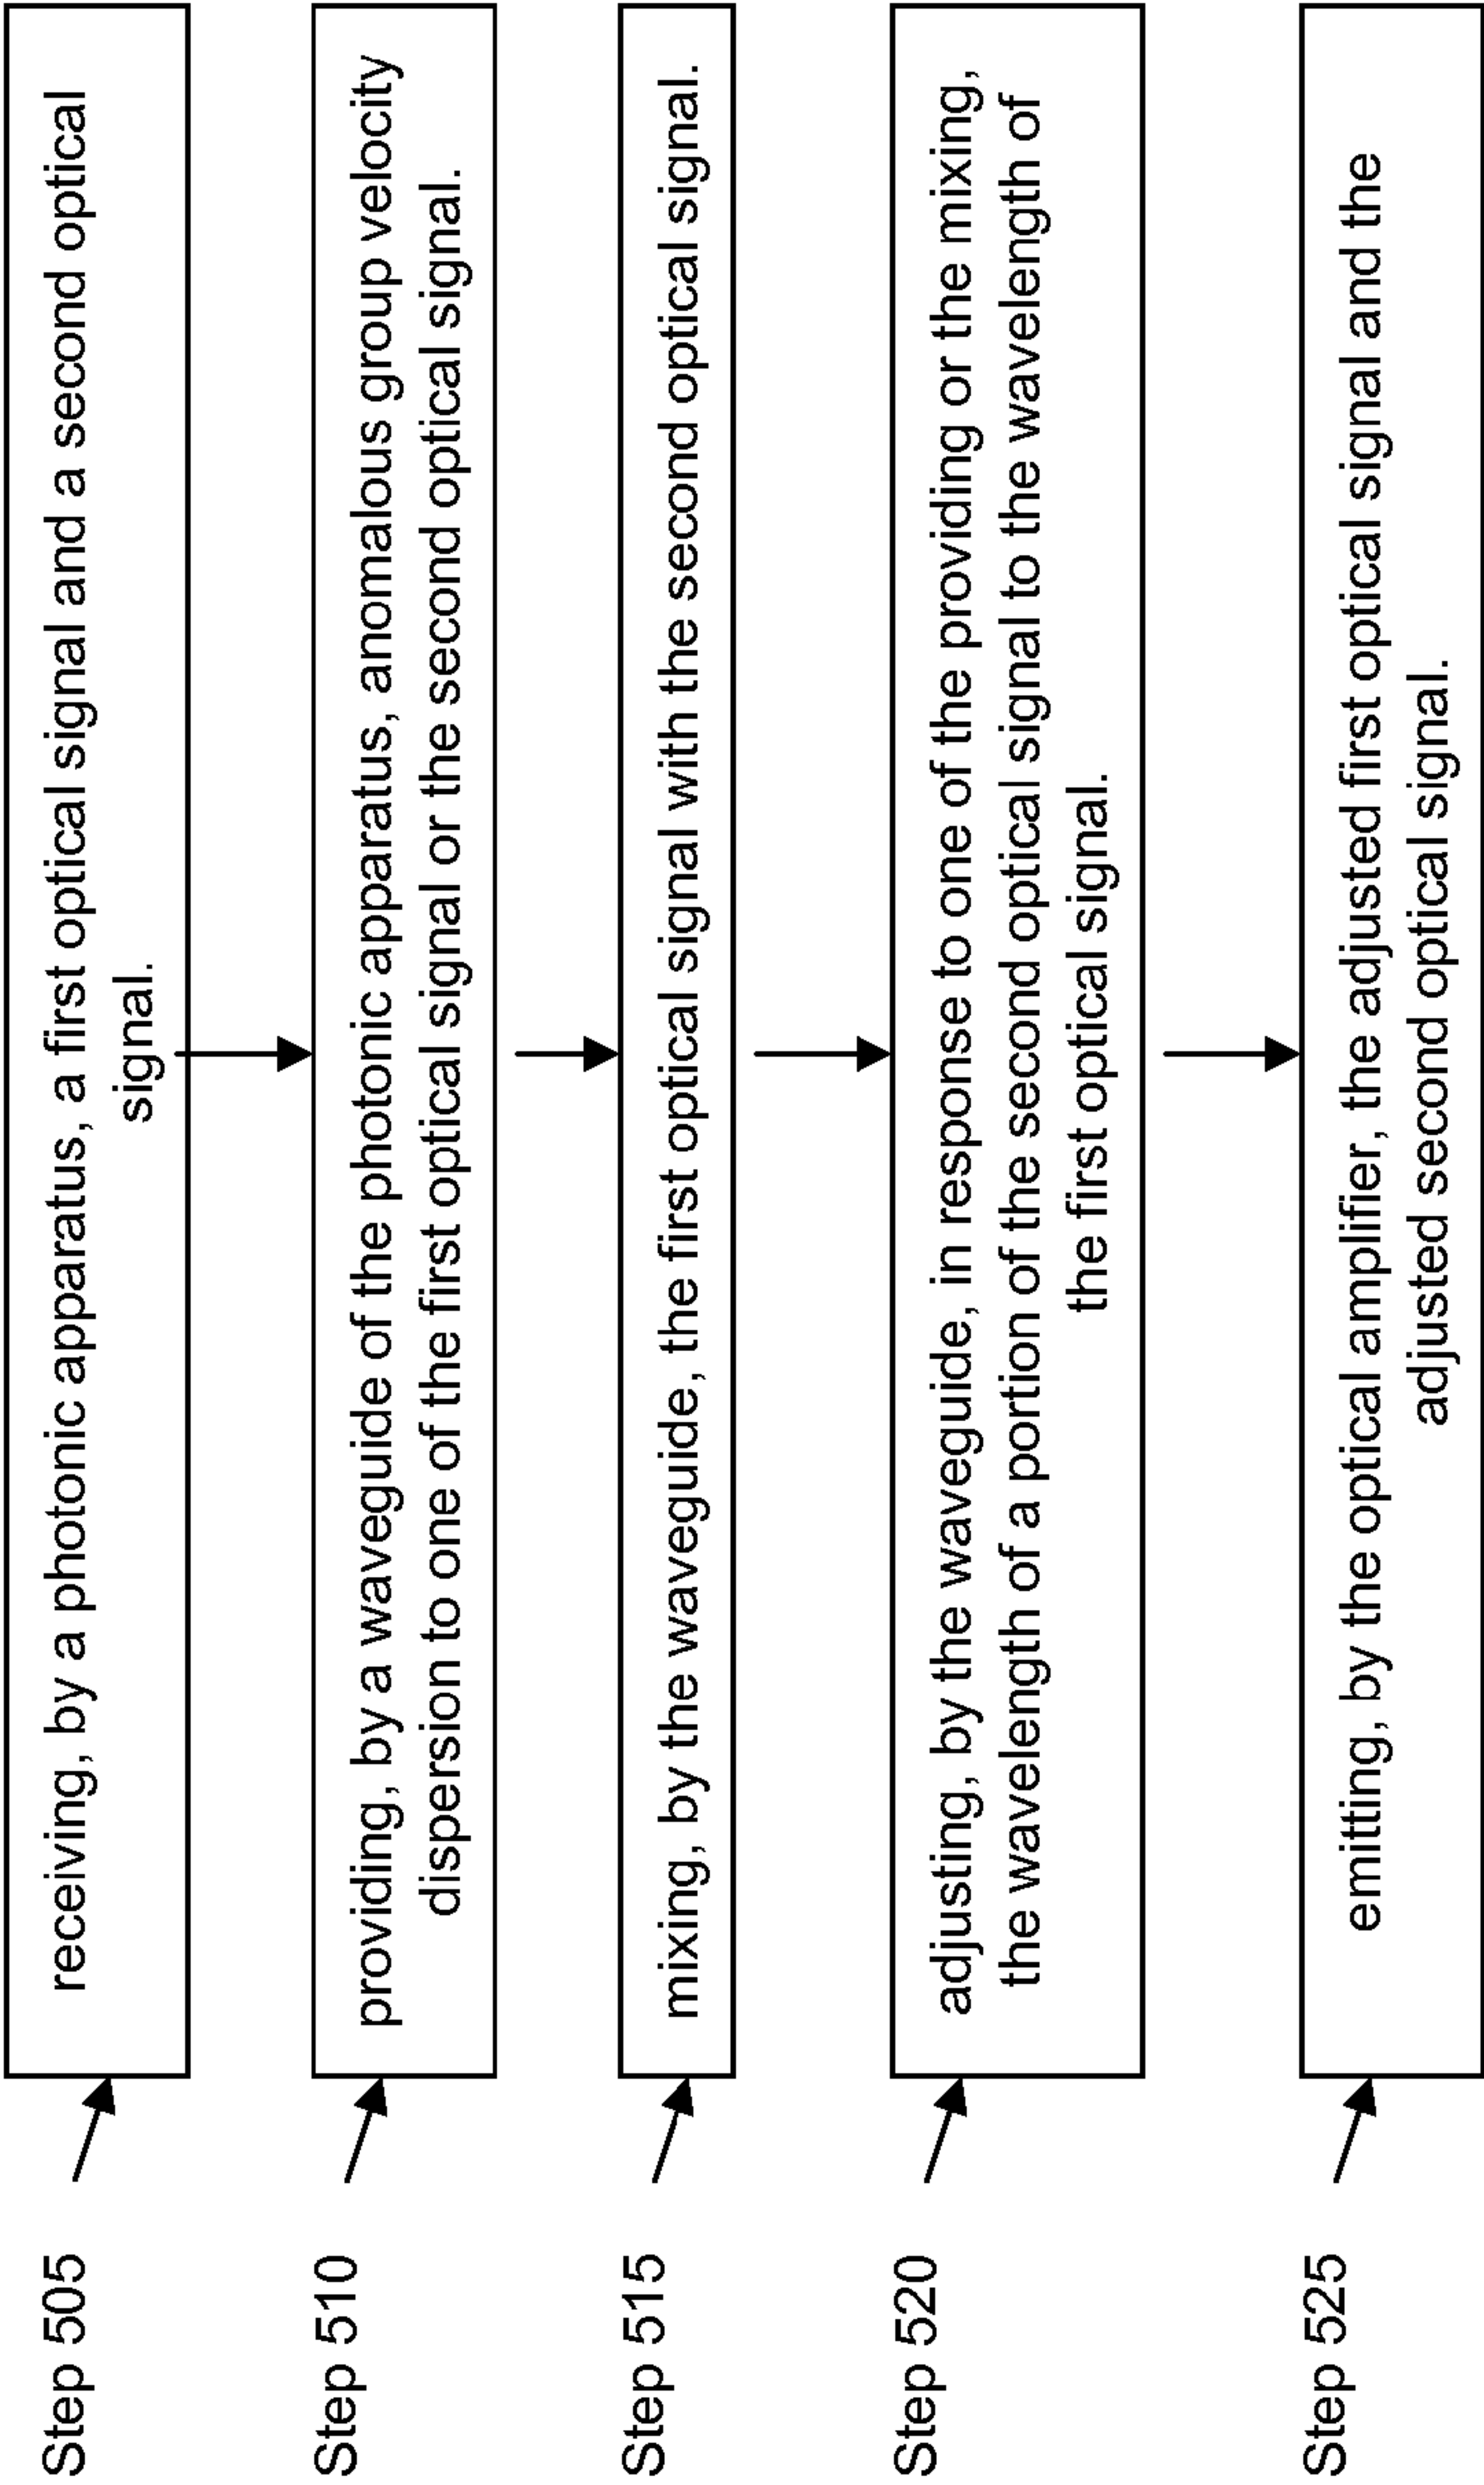 Step 505
receiving, by a photonic apparatus, a first optical signal and a second optical
signal.
Step 510
providing, by a waveguide of the photonic apparatus, anomalous group velocity
dispersion to one of the first optical signal or the second optical signal.
Step 515
mixing, by the waveguide, the first optical signal with the second optical signal.
Step 520
adjusting, by the waveguide, in response to one of the providing or the mixing,
the wavelength of a portion of the second optical signal to the wavelength of
the first optical signal.
Step 525
emitting, by the optical amplifier, the adjusted first optical signal and the
adjusted second optical signal.